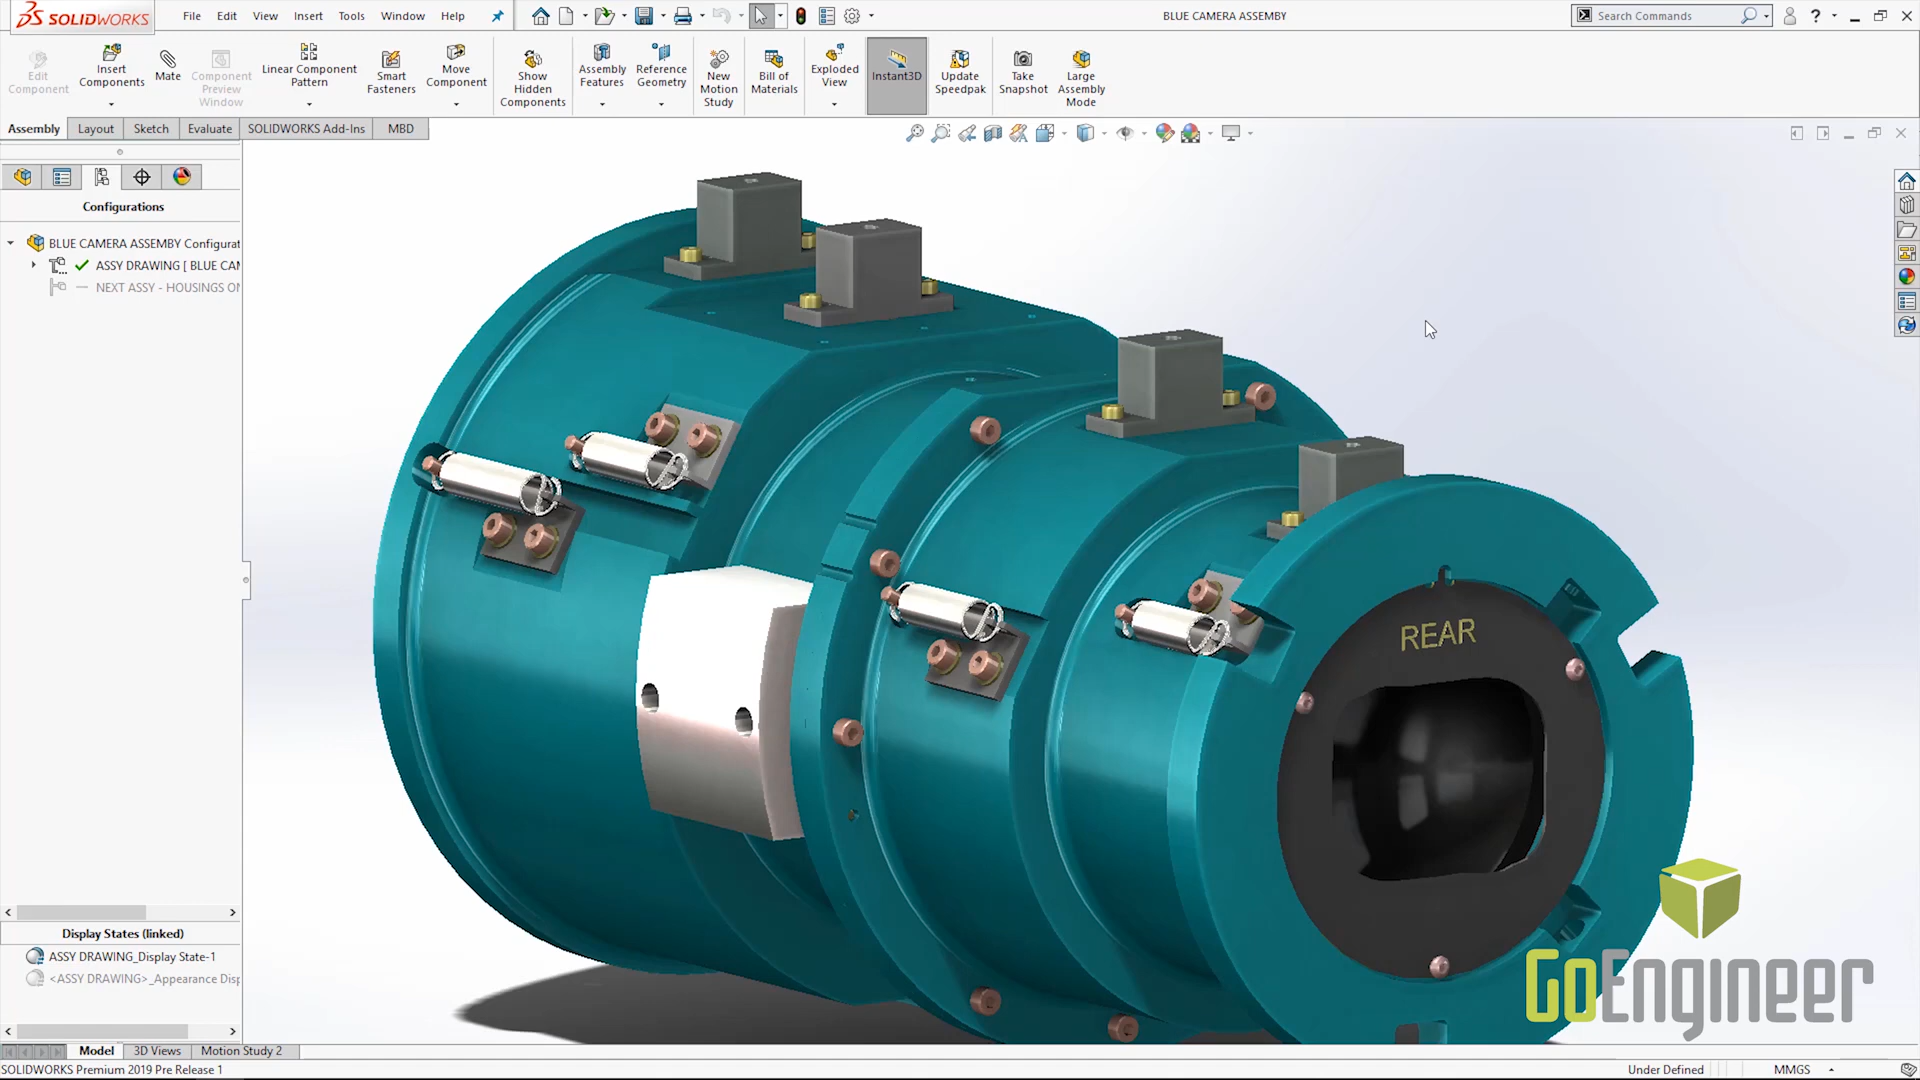 SOLIDWORKS
File Edit View Insert Tools Window Help
BLUE CAMERA ASSEMBY
Search Commands
Edit Component
Insert Components
Mate
Component Preview Window
Linear Component Pattern
Smart Fasteners
Move Component
Show Hidden Components
Assembly Features
Reference Geometry
New Motion Study
Bill of Materials
Exploded View
Instant3D
Update Speedpak
Take Snapshot
Large Assembly Mode
Assembly Layout Sketch Evaluate SOLIDWORKS Add-Ins MBD
Configurations
BLUE CAMERA ASSEMBY Configurat
ASSY DRAWING [ BLUE CAM
NEXT ASSY - HOUSINGS ON
REAR
Display States (linked)
ASSY DRAWING_Display State-1
<ASSY DRAWING>_Appearance Disp
GoEngineer
Model 3D Views Motion Study 2
SOLIDWORKS Premium 2019 Pre Release 1
Under Defined
MMGS